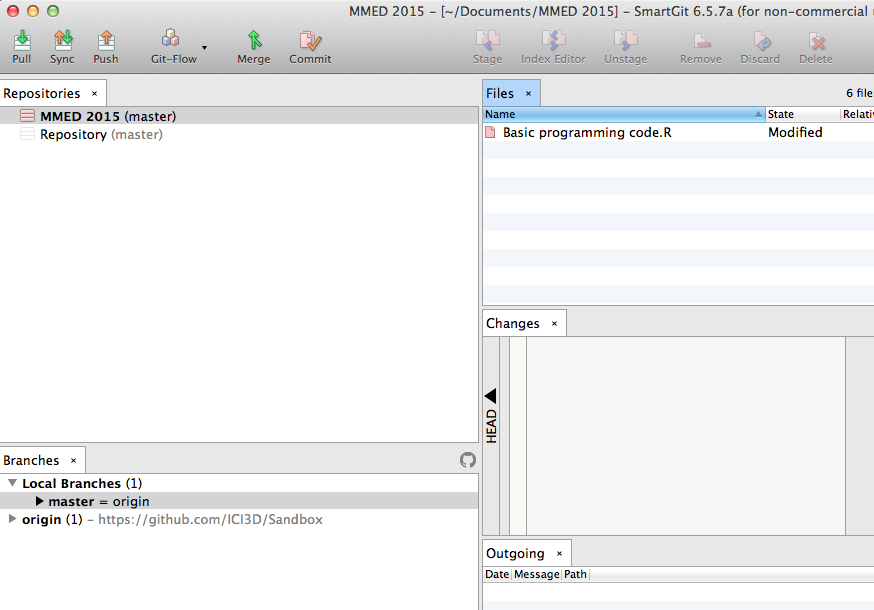 MMED 2015 – [~/Documents/MMED 2015] – SmartGit 6.5.7a (for non-commercial
Pull Sync Push Git-Flow Merge Commit Stage Index Editor Unstage Remove Discard Delete
Repositories ×
MMED 2015 (master)
Repository (master)
Files × 6 file
Name State Relati
Basic programming code.R Modified
Changes ×
HEAD
Branches ×
Local Branches (1)
master = origin
origin (1) – https://github.com/ICI3D/Sandbox
Outgoing ×
Date Message Path